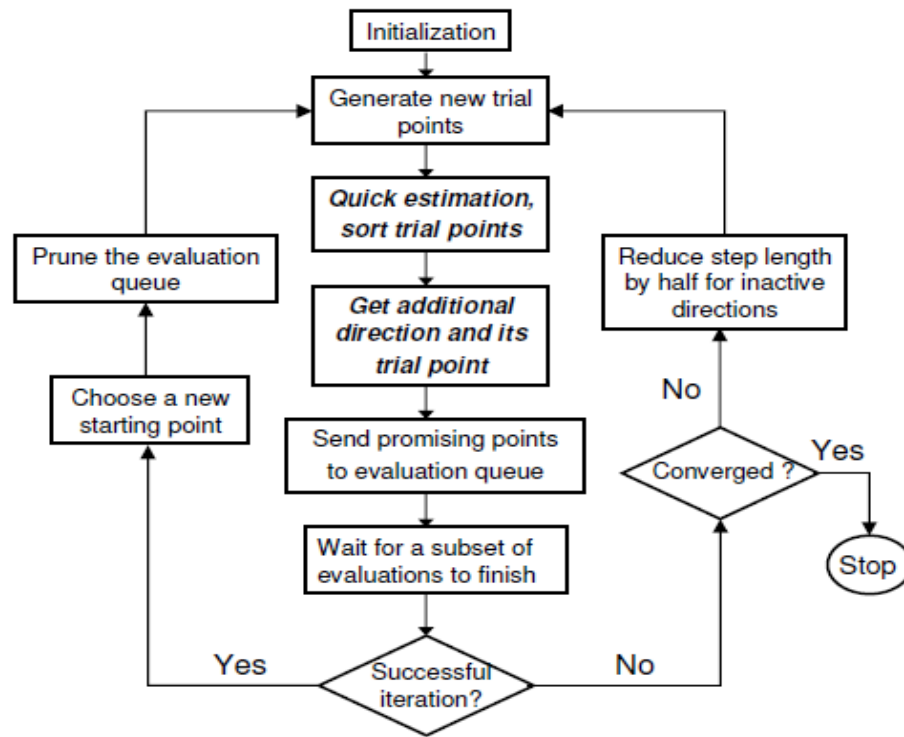 Initialization
Generate new trial
points
Quick estimation,
sort trial points
Prune the evaluation
queue
Reduce step length
by half for inactive
directions
Get additional
direction and its
trial point
Choose a new
starting point
No
Send promising points
to evaluation queue
Converged ?
Yes
Wait for a subset of
evaluations to finish
Stop
Yes
Successful
iteration?
No